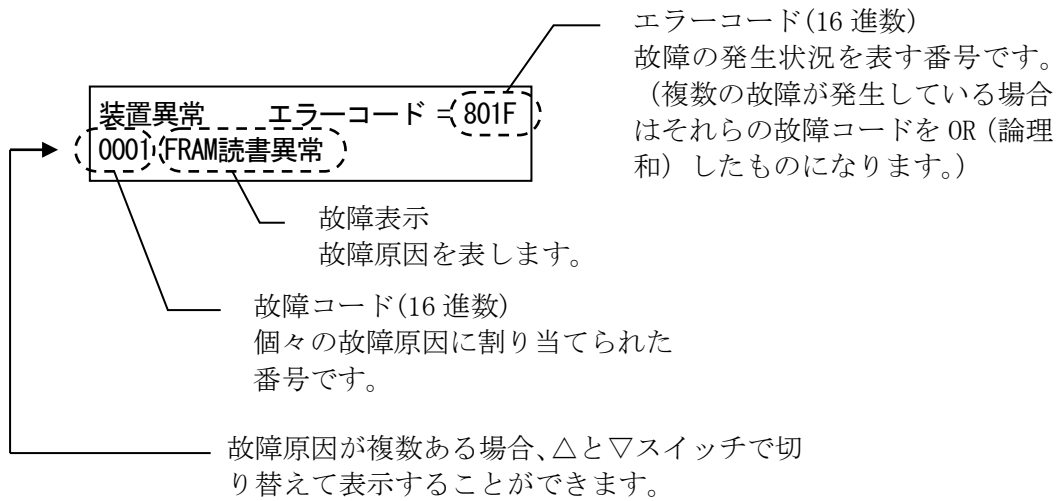 エラーコード(16 進数)
故障の発生状況を表す番号です。
(複数の故障が発生している場合
はそれらの故障コードを OR(論理
和)したものになります。)
装置異常 エラーコード =801F
0001:FRAM読書異常
故障表示
故障原因を表します。
故障コード(16 進数)
個々の故障原因に割り当てられた
番号です。
故障原因が複数ある場合、△と▽スイッチで切
り替えて表示することができます。